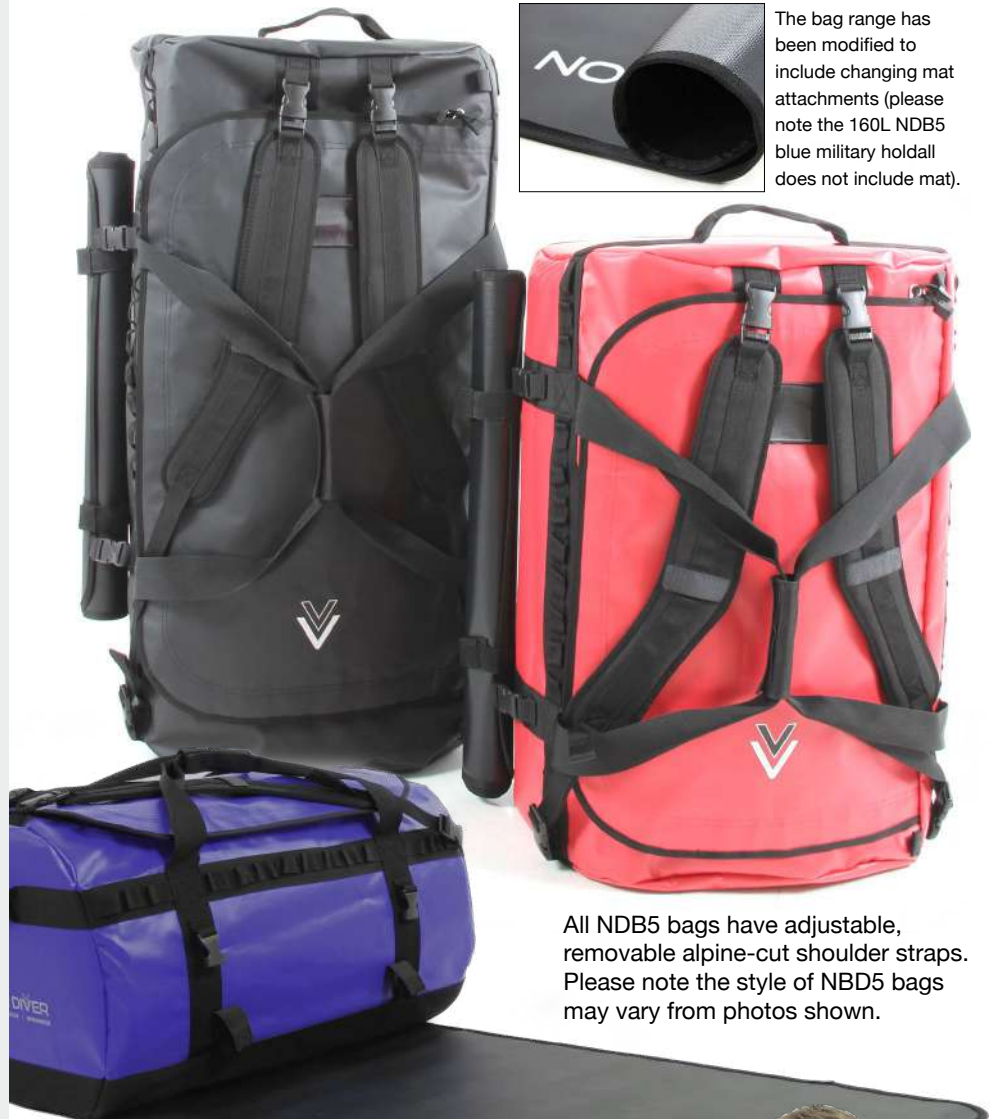 NO
The bag range has
been modified to
include changing mat
attachments (please
note the 160L NDB5
blue military holdall
does not include mat).
All NDB5 bags have adjustable,
removable alpine-cut shoulder straps.
Please note the style of NBD5 bags
may vary from photos shown.
DIVER